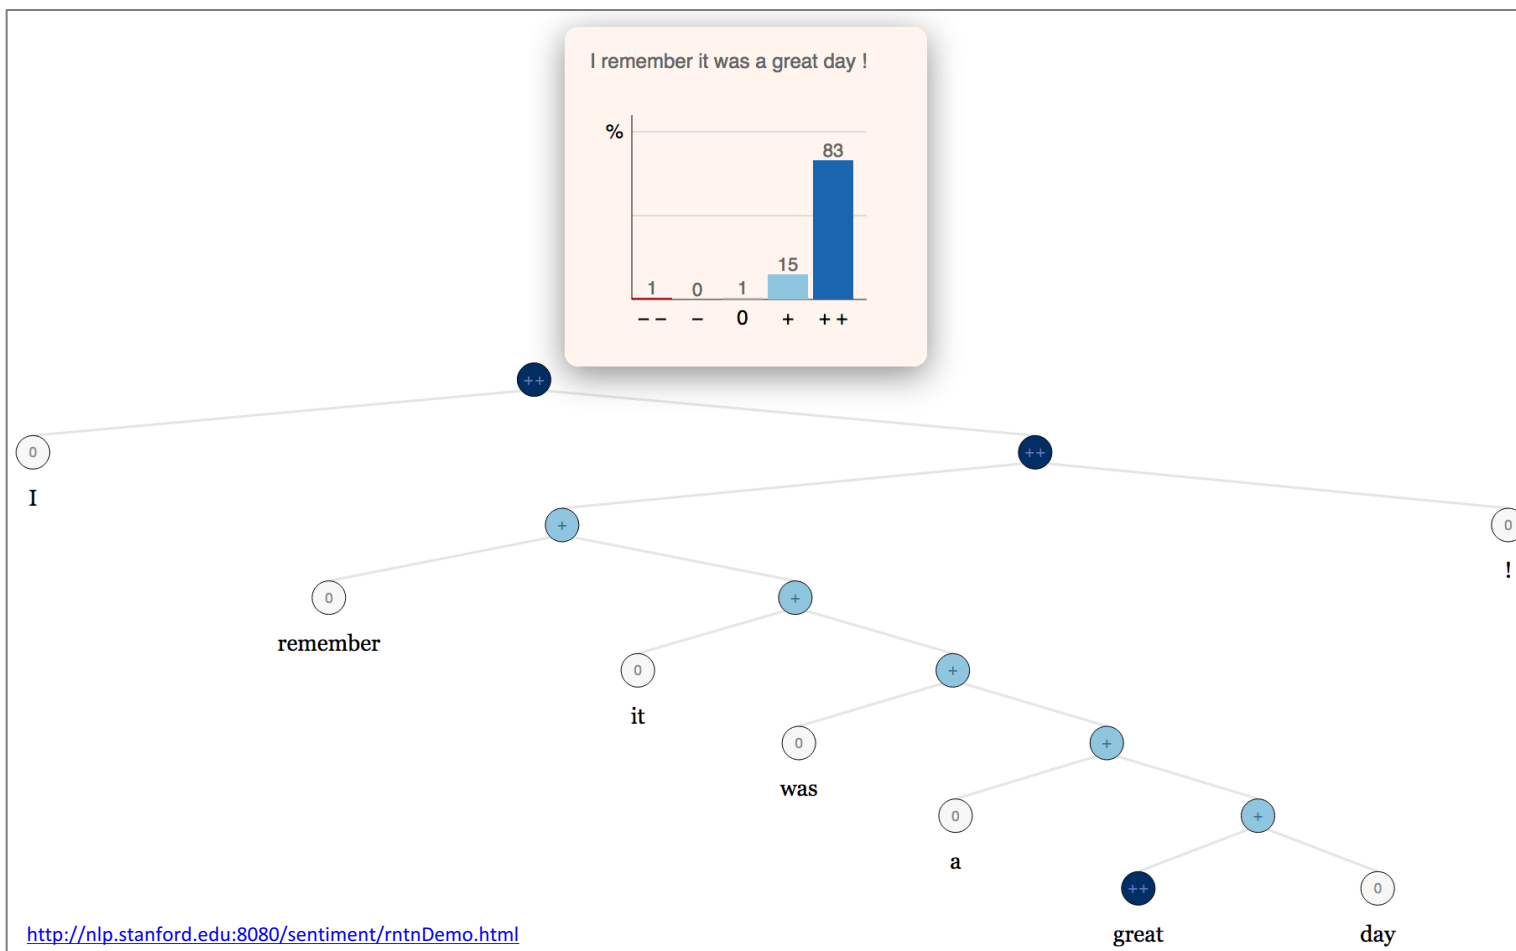 I remember it was a great day !
%
83
15
1 0 1
– – – 0 + + +
++
0 ++
I
+ 0
!
0 +
remember
0 +
it
0 +
was
0 +
a
++ 0
great day
http://nlp.stanford.edu:8080/sentiment/rntnDemo.html